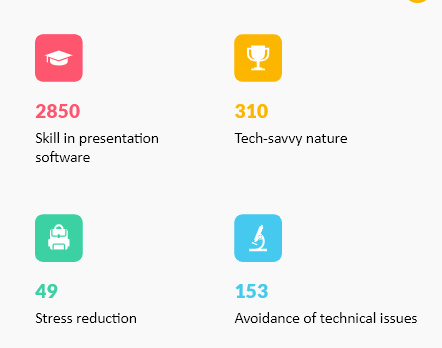 2850
Skill in presentation
software
310
Tech-savvy nature
49
Stress reduction
153
Avoidance of technical issues